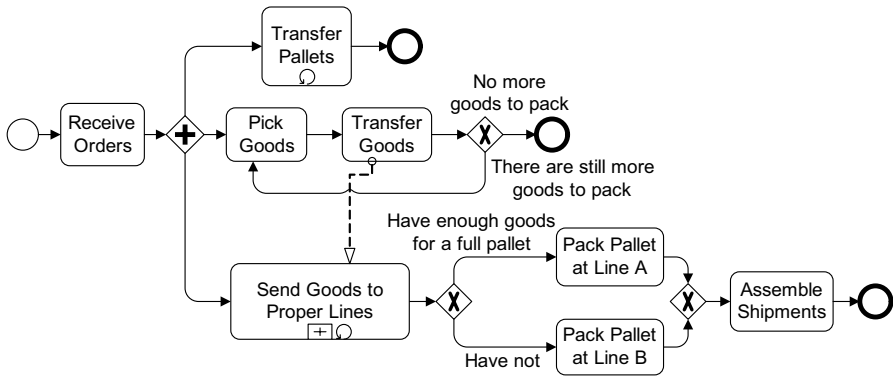 Transfer
Pallets
No more
goods to pack
Receive
Orders
Pick
Goods
Transfer
Goods
There are still more
goods to pack
Have enough goods
for a full pallet
Pack Pallet
at Line A
Send Goods to
Proper Lines
Assemble
Shipments
Have not
Pack Pallet
at Line B